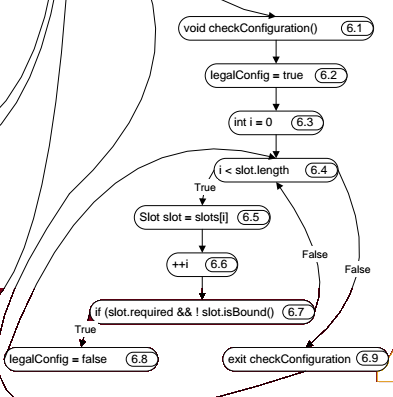 void checkConfiguration() 6.1
legalConfig = true 6.2
int i = 0 6.3
i < slot.length 6.4
True
Slot slot = slots[i] 6.5
++i 6.6
False
False
if (slot.required && ! slot.isBound() 6.7
True
legalConfig = false 6.8
exit checkConfiguration 6.9